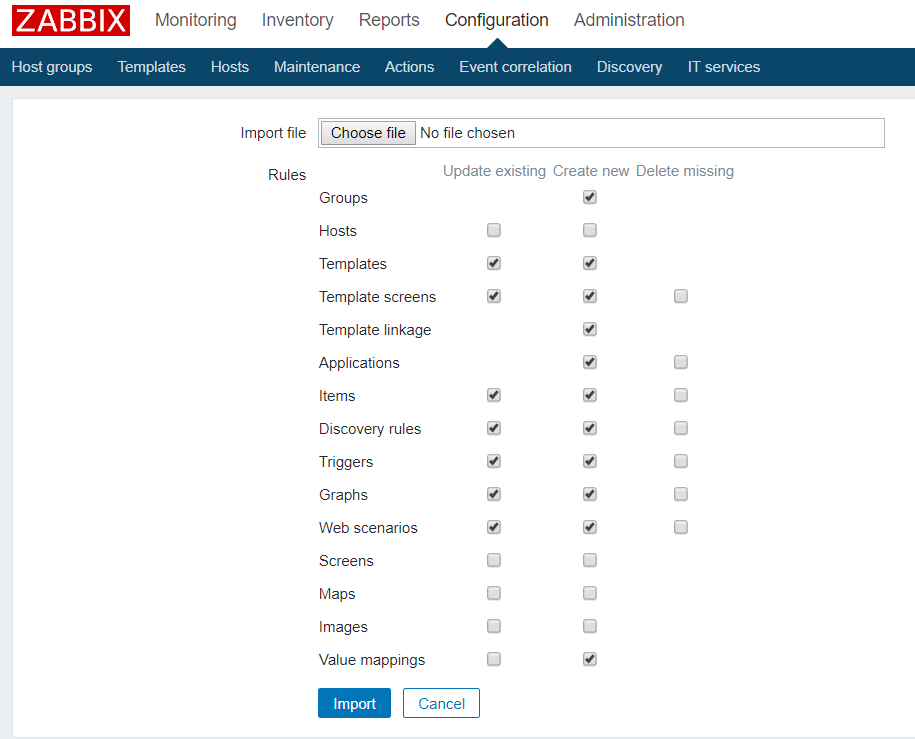 ZABBIX Monitoring Inventory Reports Configuration Administration
Host groups Templates Hosts Maintenance Actions Event correlation Discovery IT services
Import file Choose file No file chosen
Rules Update existing Create new Delete missing
Groups
Hosts
Templates
Template screens
Template linkage
Applications
Items
Discovery rules
Triggers
Graphs
Web scenarios
Screens
Maps
Images
Value mappings
Import Cancel